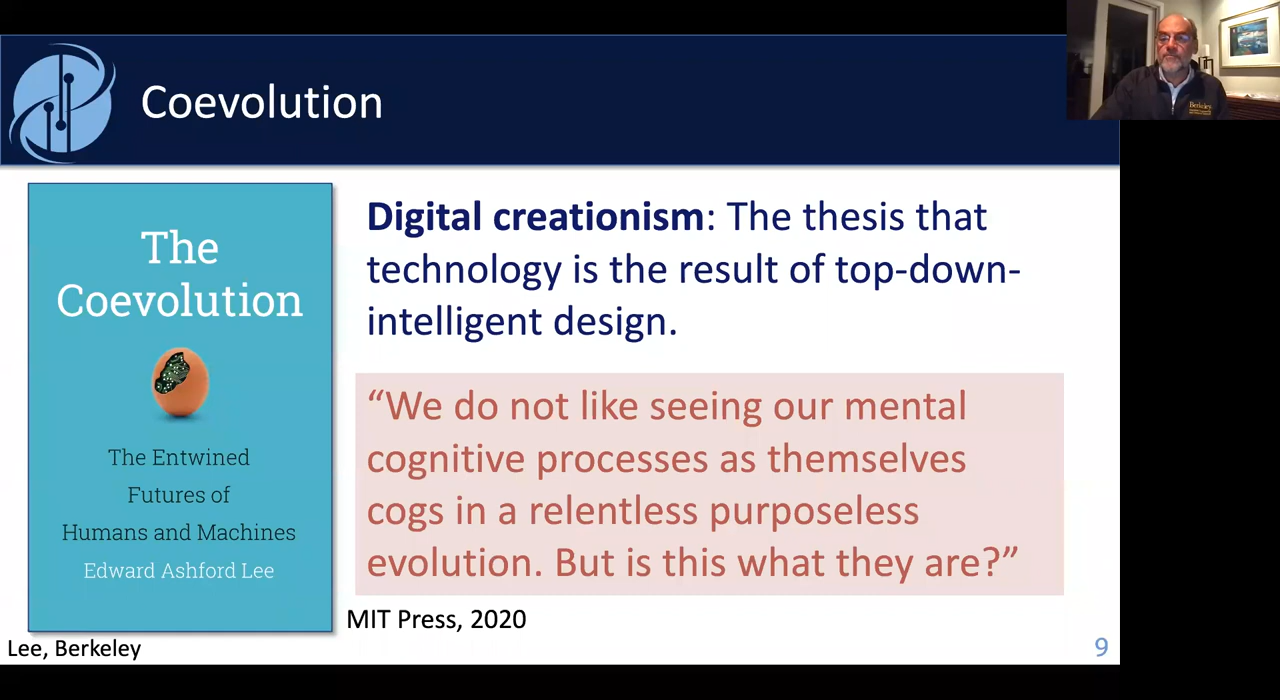 Coevolution
The
Coevolution
The Entwined
Futures of
Humans and Machines
Edward Ashford Lee
Digital creationism: The thesis that
technology is the result of top-down-
intelligent design.
“We do not like seeing our mental
cognitive processes as themselves
cogs in a relentless purposeless
evolution. But is this what they are?”
MIT Press, 2020
Lee, Berkeley
9
Berkeley